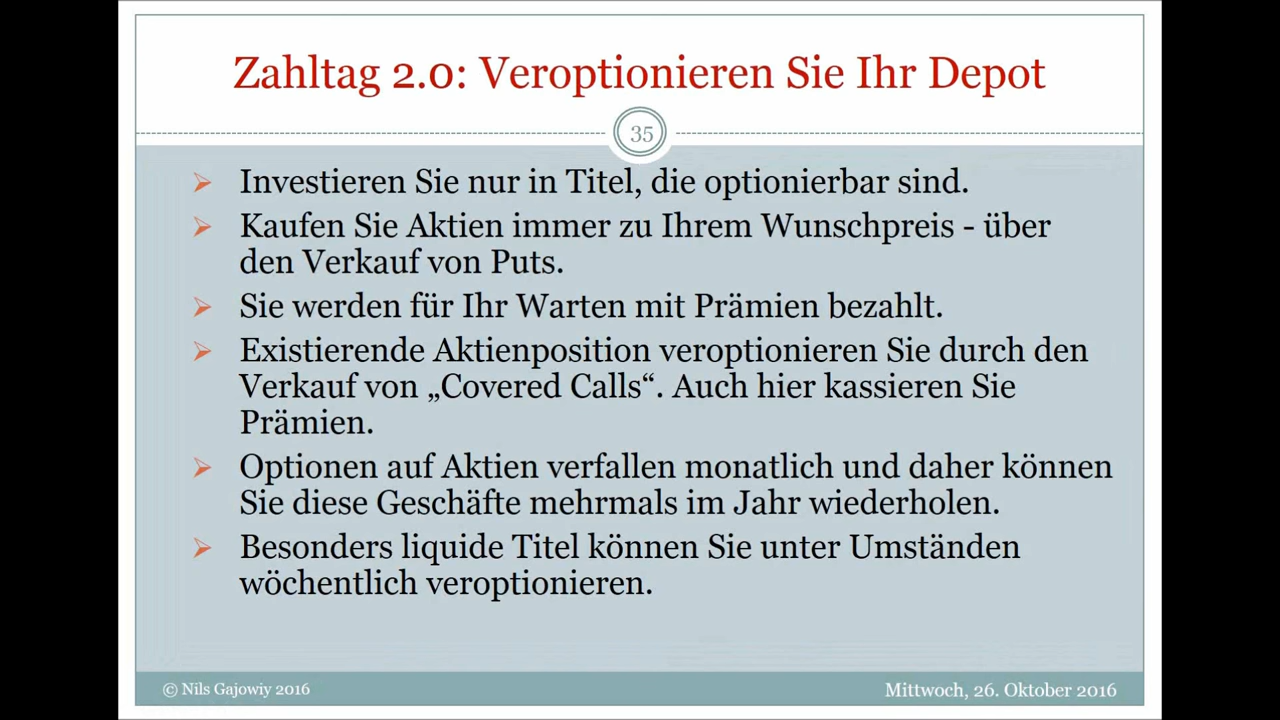 Zahltag 2.0: Veroptionieren Sie Ihr Depot
35
Investieren Sie nur in Titel, die optionierbar sind.
Kaufen Sie Aktien immer zu Ihrem Wunschpreis - über
den Verkauf von Puts.
Sie werden für Ihr Warten mit Prämien bezahlt.
Existierende Aktienposition veroptionieren Sie durch den
Verkauf von „Covered Calls“. Auch hier kassieren Sie
Prämien.
Optionen auf Aktien verfallen monatlich und daher können
Sie diese Geschäfte mehrmals im Jahr wiederholen.
Besonders liquide Titel können Sie unter Umständen
wöchentlich veroptionieren.
© Nils Gajowiy 2016
Mittwoch, 26. Oktober 2016